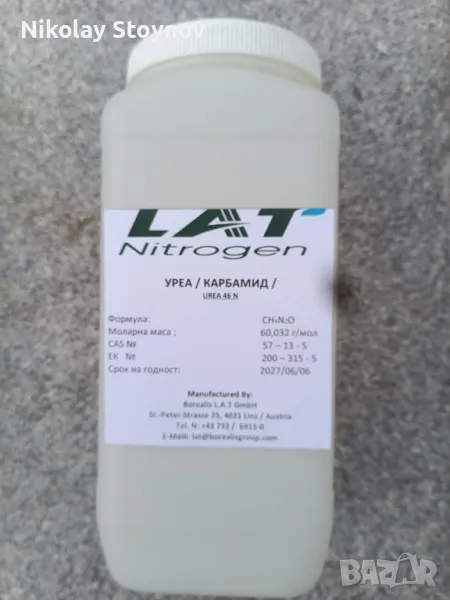 Nikolay Stoynov
LAT
Nitrogen
УРЕА / КАРБАМИД /
UREA 46 N
Формула: CH₄N₂O
Моларна маса ; 60,032 г/мол
CAS № 57 – 13 - 5
ЕК № 200 – 315 - 5
Срок на годност: 2027/06/06
Manufactured By:
Borealis L.A.T GmbH
St.-Peter-Strasse 25, 4021 Linz / Austria
Tel. N: +43 732 / 6915-0
E-Mail: lat@borealisgroup.com
BAZAR
bg